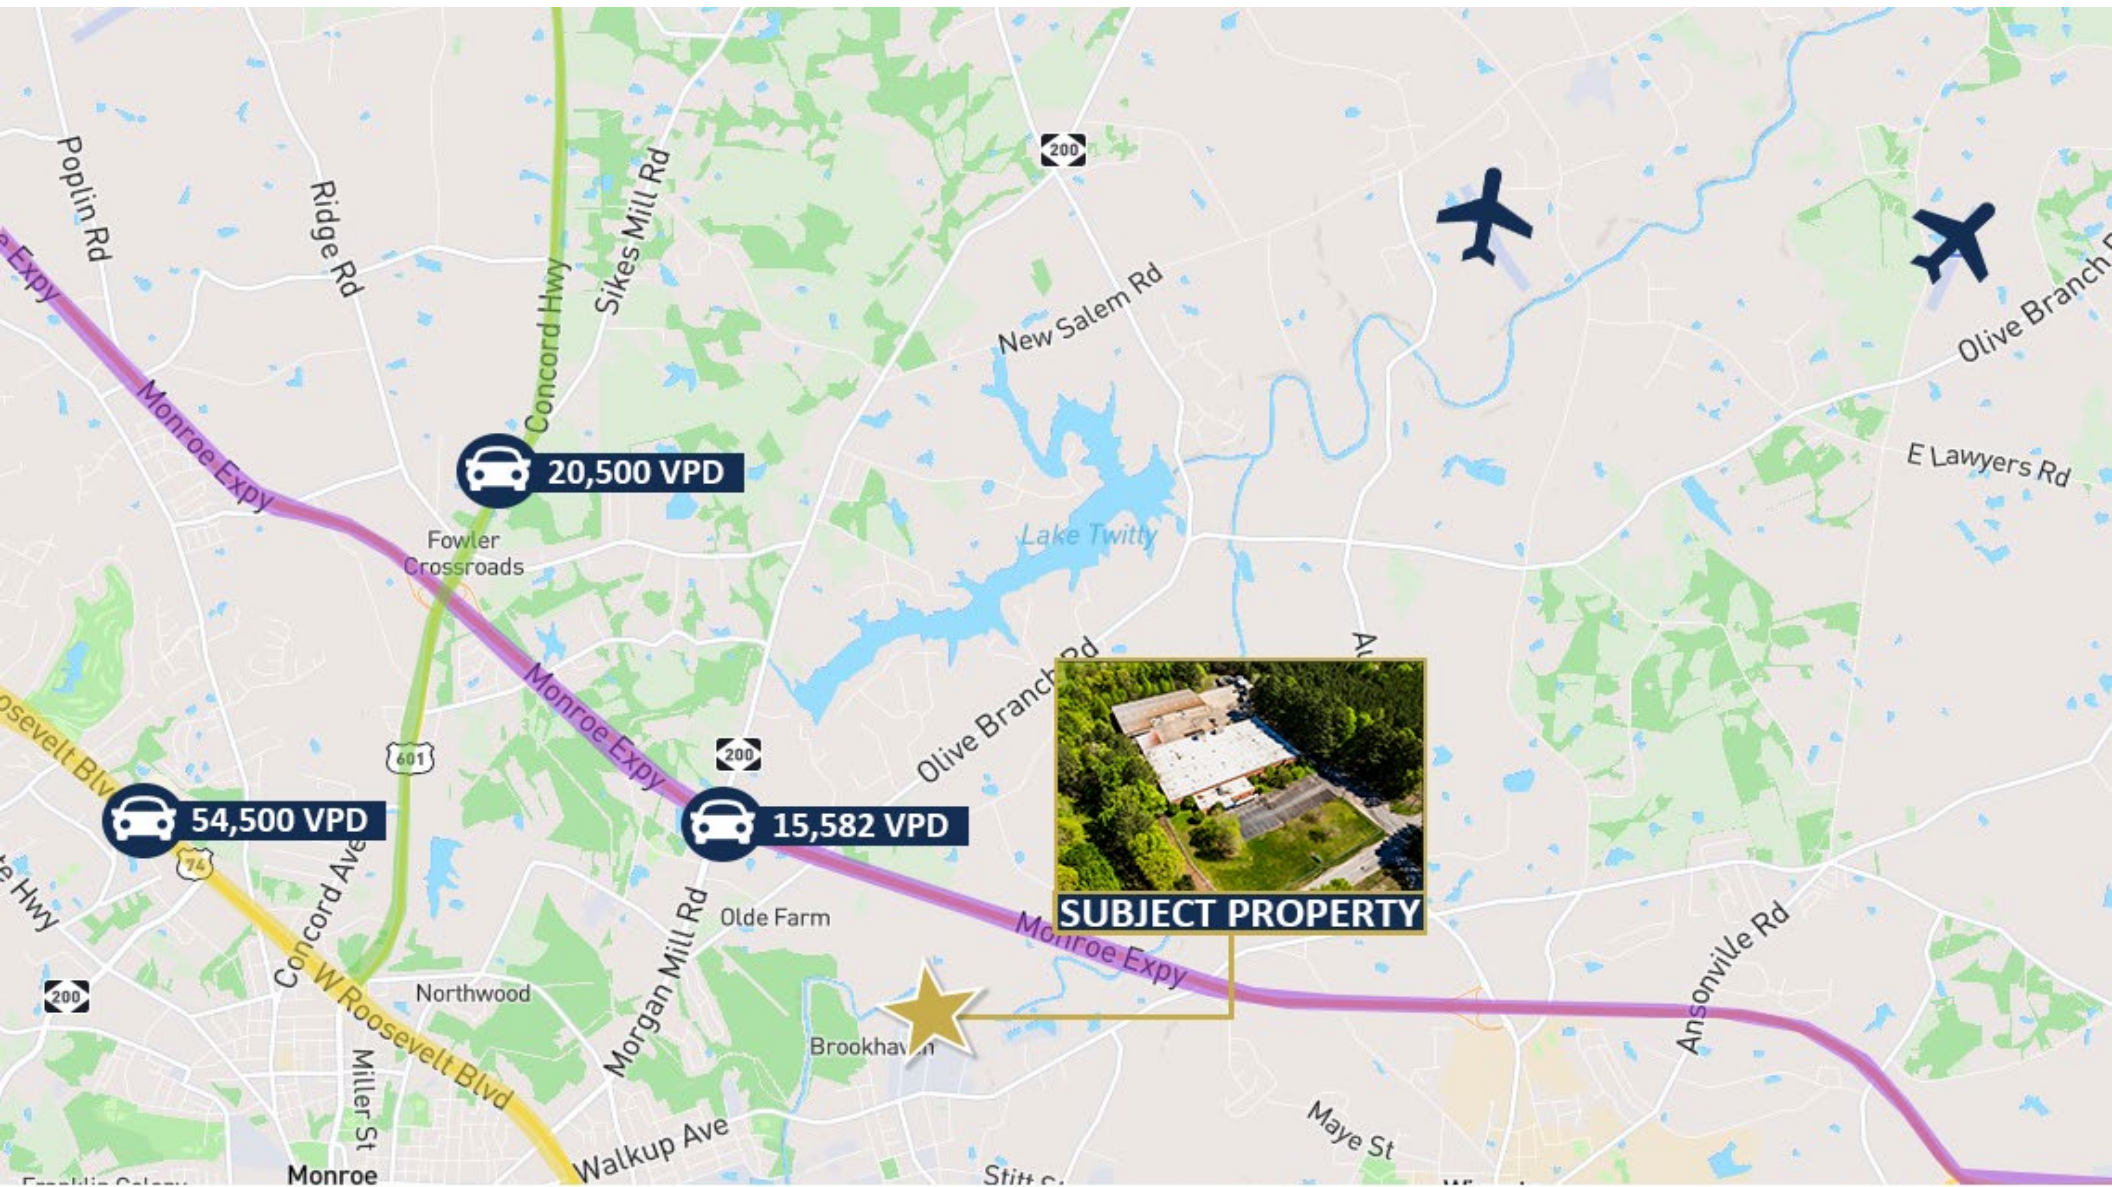 200
Poplin Rd
Ridge Rd
Sikes Mill Rd
Concord Hwy
Expy
New Salem Rd
Olive Branch
Monroe Expy
E Lawyers Rd
20,500 VPD
Fowler
Crossroads
Lake Twitty
Olive Branch Rd
Monroe Expy
601
200
54,500 VPD
15,582 VPD
74
Concord Ave
Hwy
Olde Farm
SUBJECT PROPERTY
Monroe Expy
Ansonville Rd
200
Northwood
Morgan Mill Rd
W Roosevelt Blvd
Miller St
Walkup Ave
Maye St
Monroe